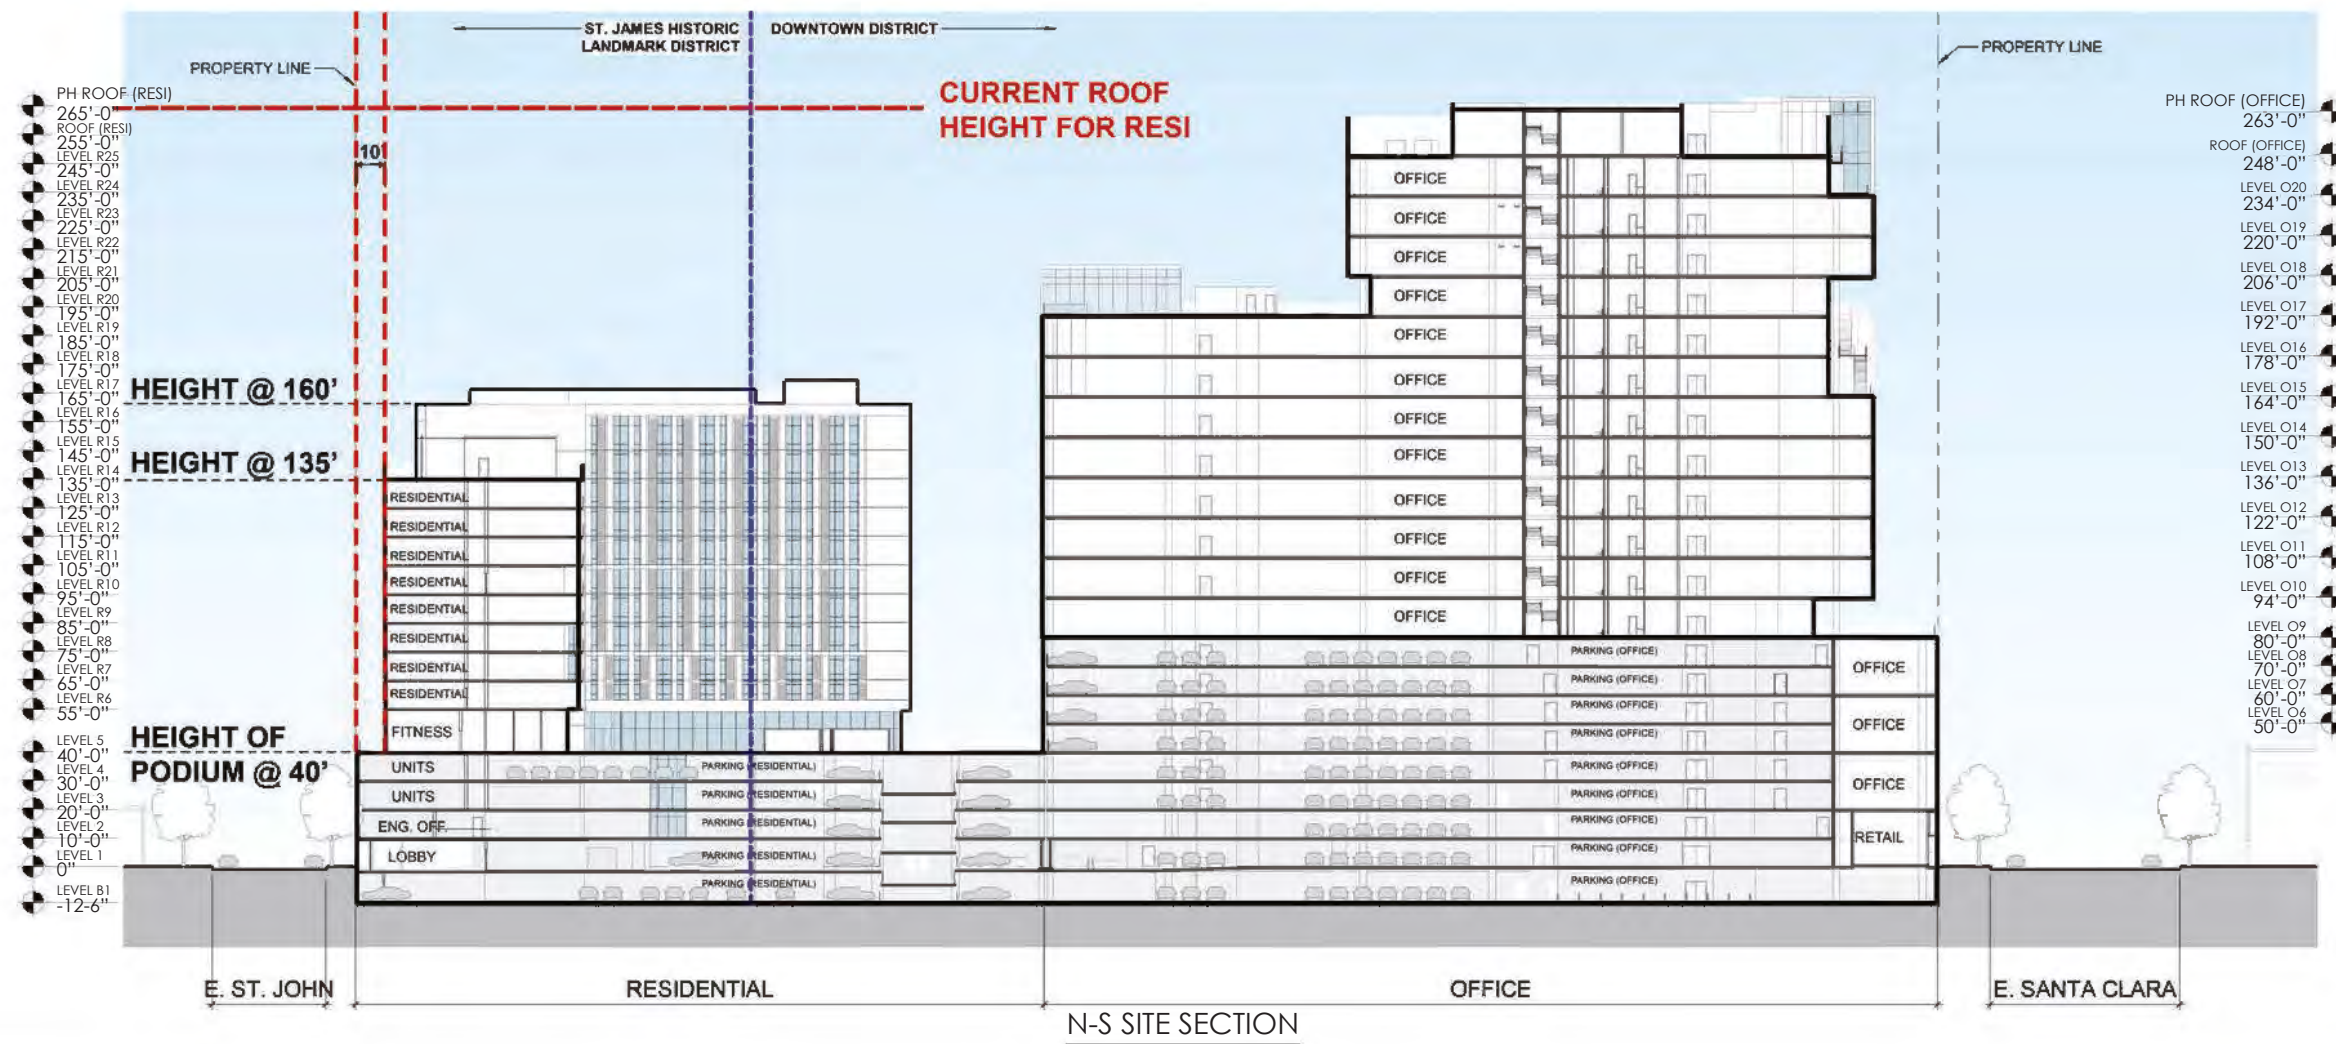 ST. JAMES HISTORIC
LANDMARK DISTRICT
DOWNTOWN DISTRICT
PROPERTY LINE
PROPERTY LINE
CURRENT ROOF
HEIGHT FOR RESI
10'
HEIGHT @ 160'
HEIGHT @ 135'
HEIGHT OF
PODIUM @ 40'
PH ROOF (RESI)
265'-0"
ROOF (RESI)
255'-0"
LEVEL R25
245'-0"
LEVEL R24
235'-0"
LEVEL R23
225'-0"
LEVEL R22
215'-0"
LEVEL R21
205'-0"
LEVEL R20
195'-0"
LEVEL R19
185'-0"
LEVEL R18
175'-0"
LEVEL R17
165'-0"
LEVEL R16
155'-0"
LEVEL R15
145'-0"
LEVEL R14
135'-0"
LEVEL R13
125'-0"
LEVEL R12
115'-0"
LEVEL R11
105'-0"
LEVEL R10
95'-0"
LEVEL R9
85'-0"
LEVEL R8
75'-0"
LEVEL R7
65'-0"
LEVEL R6
55'-0"
LEVEL 5
40'-0"
LEVEL 4
30'-0"
LEVEL 3
20'-0"
LEVEL 2
10'-0"
LEVEL 1
0"
LEVEL B1
-12-6"
RESIDENTIAL
RESIDENTIAL
RESIDENTIAL
RESIDENTIAL
RESIDENTIAL
RESIDENTIAL
RESIDENTIAL
RESIDENTIAL
FITNESS
UNITS
UNITS
ENG. OFF.
LOBBY
PARKING (RESIDENTIAL)
PARKING (RESIDENTIAL)
PARKING (RESIDENTIAL)
PARKING (RESIDENTIAL)
PARKING (RESIDENTIAL)
OFFICE
OFFICE
OFFICE
OFFICE
OFFICE
OFFICE
OFFICE
OFFICE
OFFICE
OFFICE
OFFICE
OFFICE
PARKING (OFFICE)
PARKING (OFFICE)
PARKING (OFFICE)
PARKING (OFFICE)
PARKING (OFFICE)
PARKING (OFFICE)
PARKING (OFFICE)
PARKING (OFFICE)
PARKING (OFFICE)
OFFICE
OFFICE
OFFICE
RETAIL
PH ROOF (OFFICE)
263'-0"
ROOF (OFFICE)
248'-0"
LEVEL O20
234'-0"
LEVEL O19
220'-0"
LEVEL O18
206'-0"
LEVEL O17
192'-0"
LEVEL O16
178'-0"
LEVEL O15
164'-0"
LEVEL O14
150'-0"
LEVEL O13
136'-0"
LEVEL O12
122'-0"
LEVEL O11
108'-0"
LEVEL O10
94'-0"
LEVEL O9
80'-0"
LEVEL O8
70'-0"
LEVEL O7
60'-0"
LEVEL O6
50'-0"
E. ST. JOHN
RESIDENTIAL
OFFICE
E. SANTA CLARA
N-S SITE SECTION